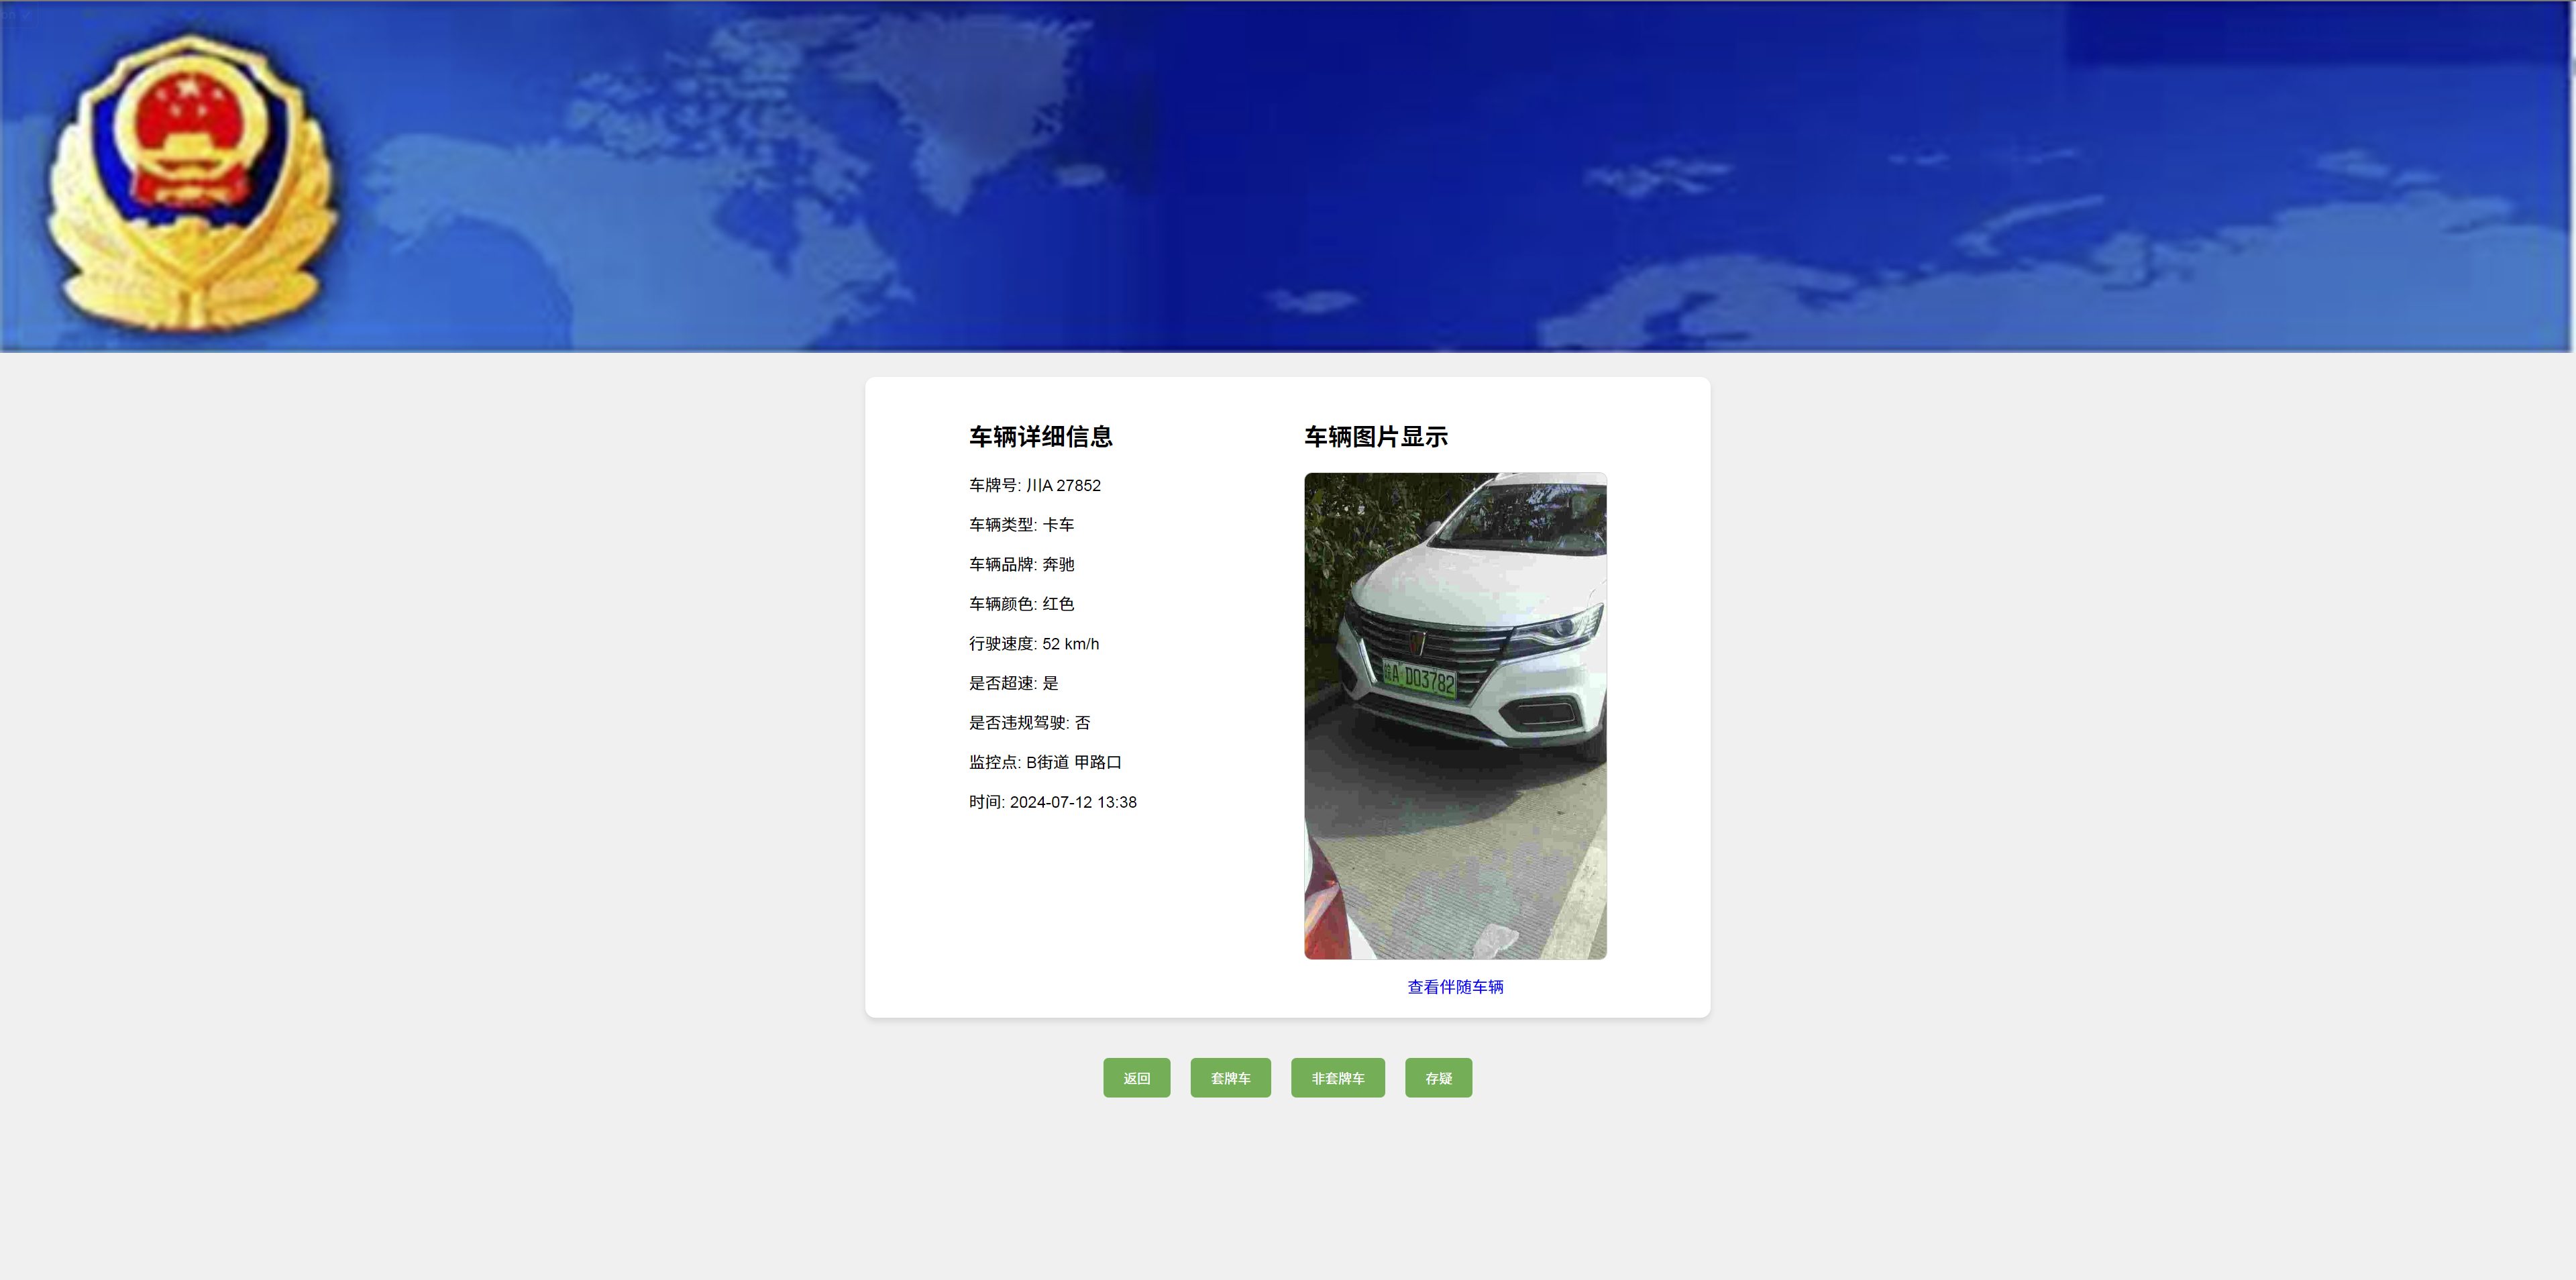 车辆详细信息
车牌号: 川A 27852
车辆类型: 卡车
车辆品牌: 奔驰
车辆颜色: 红色
行驶速度: 52 km/h
是否超速: 是
是否违规驾驶: 否
监控点: B街道 甲路口
时间: 2024-07-12 13:38
车辆图片显示
皖A D03782
查看伴随车辆
返回
套牌车
非套牌车
存疑